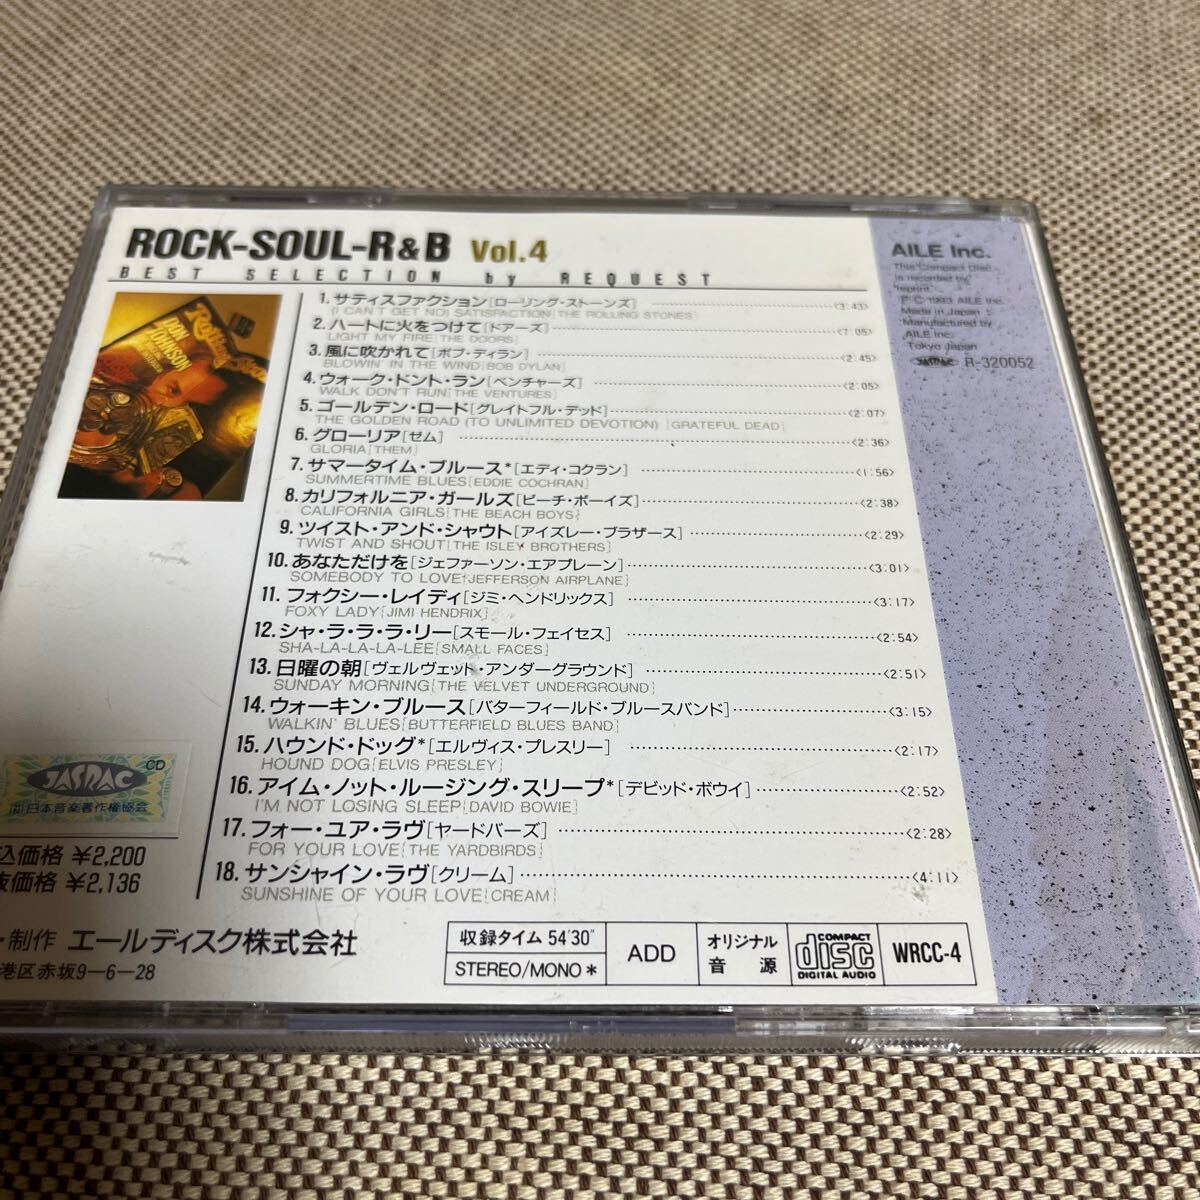 ROCK-SOUL-R&B Vol.4
BEST SELECTION by REQUEST
1. サティスファクション[ローリング・ストーンズ] <3:43>
(I CAN'T GET NO) SATISFACTION[THE ROLLING STONES]
2. ハートに火をつけて[ドアーズ] <7:05>
LIGHT MY FIRE[THE DOORS]
3. 風に吹かれて[ボブ・ディラン] <2:45>
BLOWIN' IN THE WIND[BOB DYLAN]
4. ウォーク・ドント・ラン[ベンチャーズ] <2:05>
WALK DON'T RUN[THE VENTURES]
5. ゴールデン・ロード[グレイトフル・デッド] <2:07>
THE GOLDEN ROAD (TO UNLIMITED DEVOTION) [GRATEFUL DEAD]
6. グローリア[ゼム] <2:36>
GLORIA[THEM]
7. サマータイム・ブルース*[エディ・コクラン] <1:56>
SUMMERTIME BLUES[EDDIE COCHRAN]
8. カリフォルニア・ガールズ[ビーチ・ボーイズ] <2:38>
CALIFORNIA GIRLS[THE BEACH BOYS]
9. ツイスト・アンド・シャウト[アイズレー・ブラザース] <2:29>
TWIST AND SHOUT[THE ISLEY BROTHERS]
10. あなただけを[ジェファーソン・エアプレーン] <3:01>
SOMEBODY TO LOVE[JEFFERSON AIRPLANE]
11. フォクシー・レイディ[ジミ・ヘンドリックス] <3:17>
FOXY LADY[JIMI HENDRIX]
12. シャ・ラ・ラ・ラ・リー[スモール・フェイセス] <2:54>
SHA-LA-LA-LA-LEE[SMALL FACES]
13. 日曜の朝[ヴェルヴェット・アンダーグラウンド] <2:51>
SUNDAY MORNING[THE VELVET UNDERGROUND]
14. ウォーキン・ブルース[バターフィールド・ブルースバンド] <3:15>
WALKIN' BLUES[BUTTERFIELD BLUES BAND]
15. ハウンド・ドッグ*[エルヴィス・プレスリー] <2:17>
HOUND DOG[ELVIS PRESLEY]
16. アイム・ノット・ルージング・スリープ*[デビッド・ボウイ] <2:52>
I'M NOT LOSING SLEEP[DAVID BOWIE]
17. フォー・ユア・ラヴ[ヤードバーズ] <2:28>
FOR YOUR LOVE[THE YARDBIRDS]
18. サンシャイン・ラヴ[クリーム] <4:11>
SUNSHINE OF YOUR LOVE[CREAM]
AILE Inc.
This Compact Disc
is recorded by
reprint.
P.C 1993 AILE Inc.
Made in Japan
Manufactured by
AILE Inc.
Tokyo Japan
JASRAC R-320052
Rolling Stone
DON
JOHNSON
JASRAC CD
(社)日本音楽著作権協会
込価格 ¥2,200
抜価格 ¥2,136
・制作 エールディスク株式会社
港区赤坂9-6-28
収録タイム 54'30"
STEREO/MONO *
ADD
オリジナル
音源
COMPACT
disc
DIGITAL AUDIO
WRCC-4